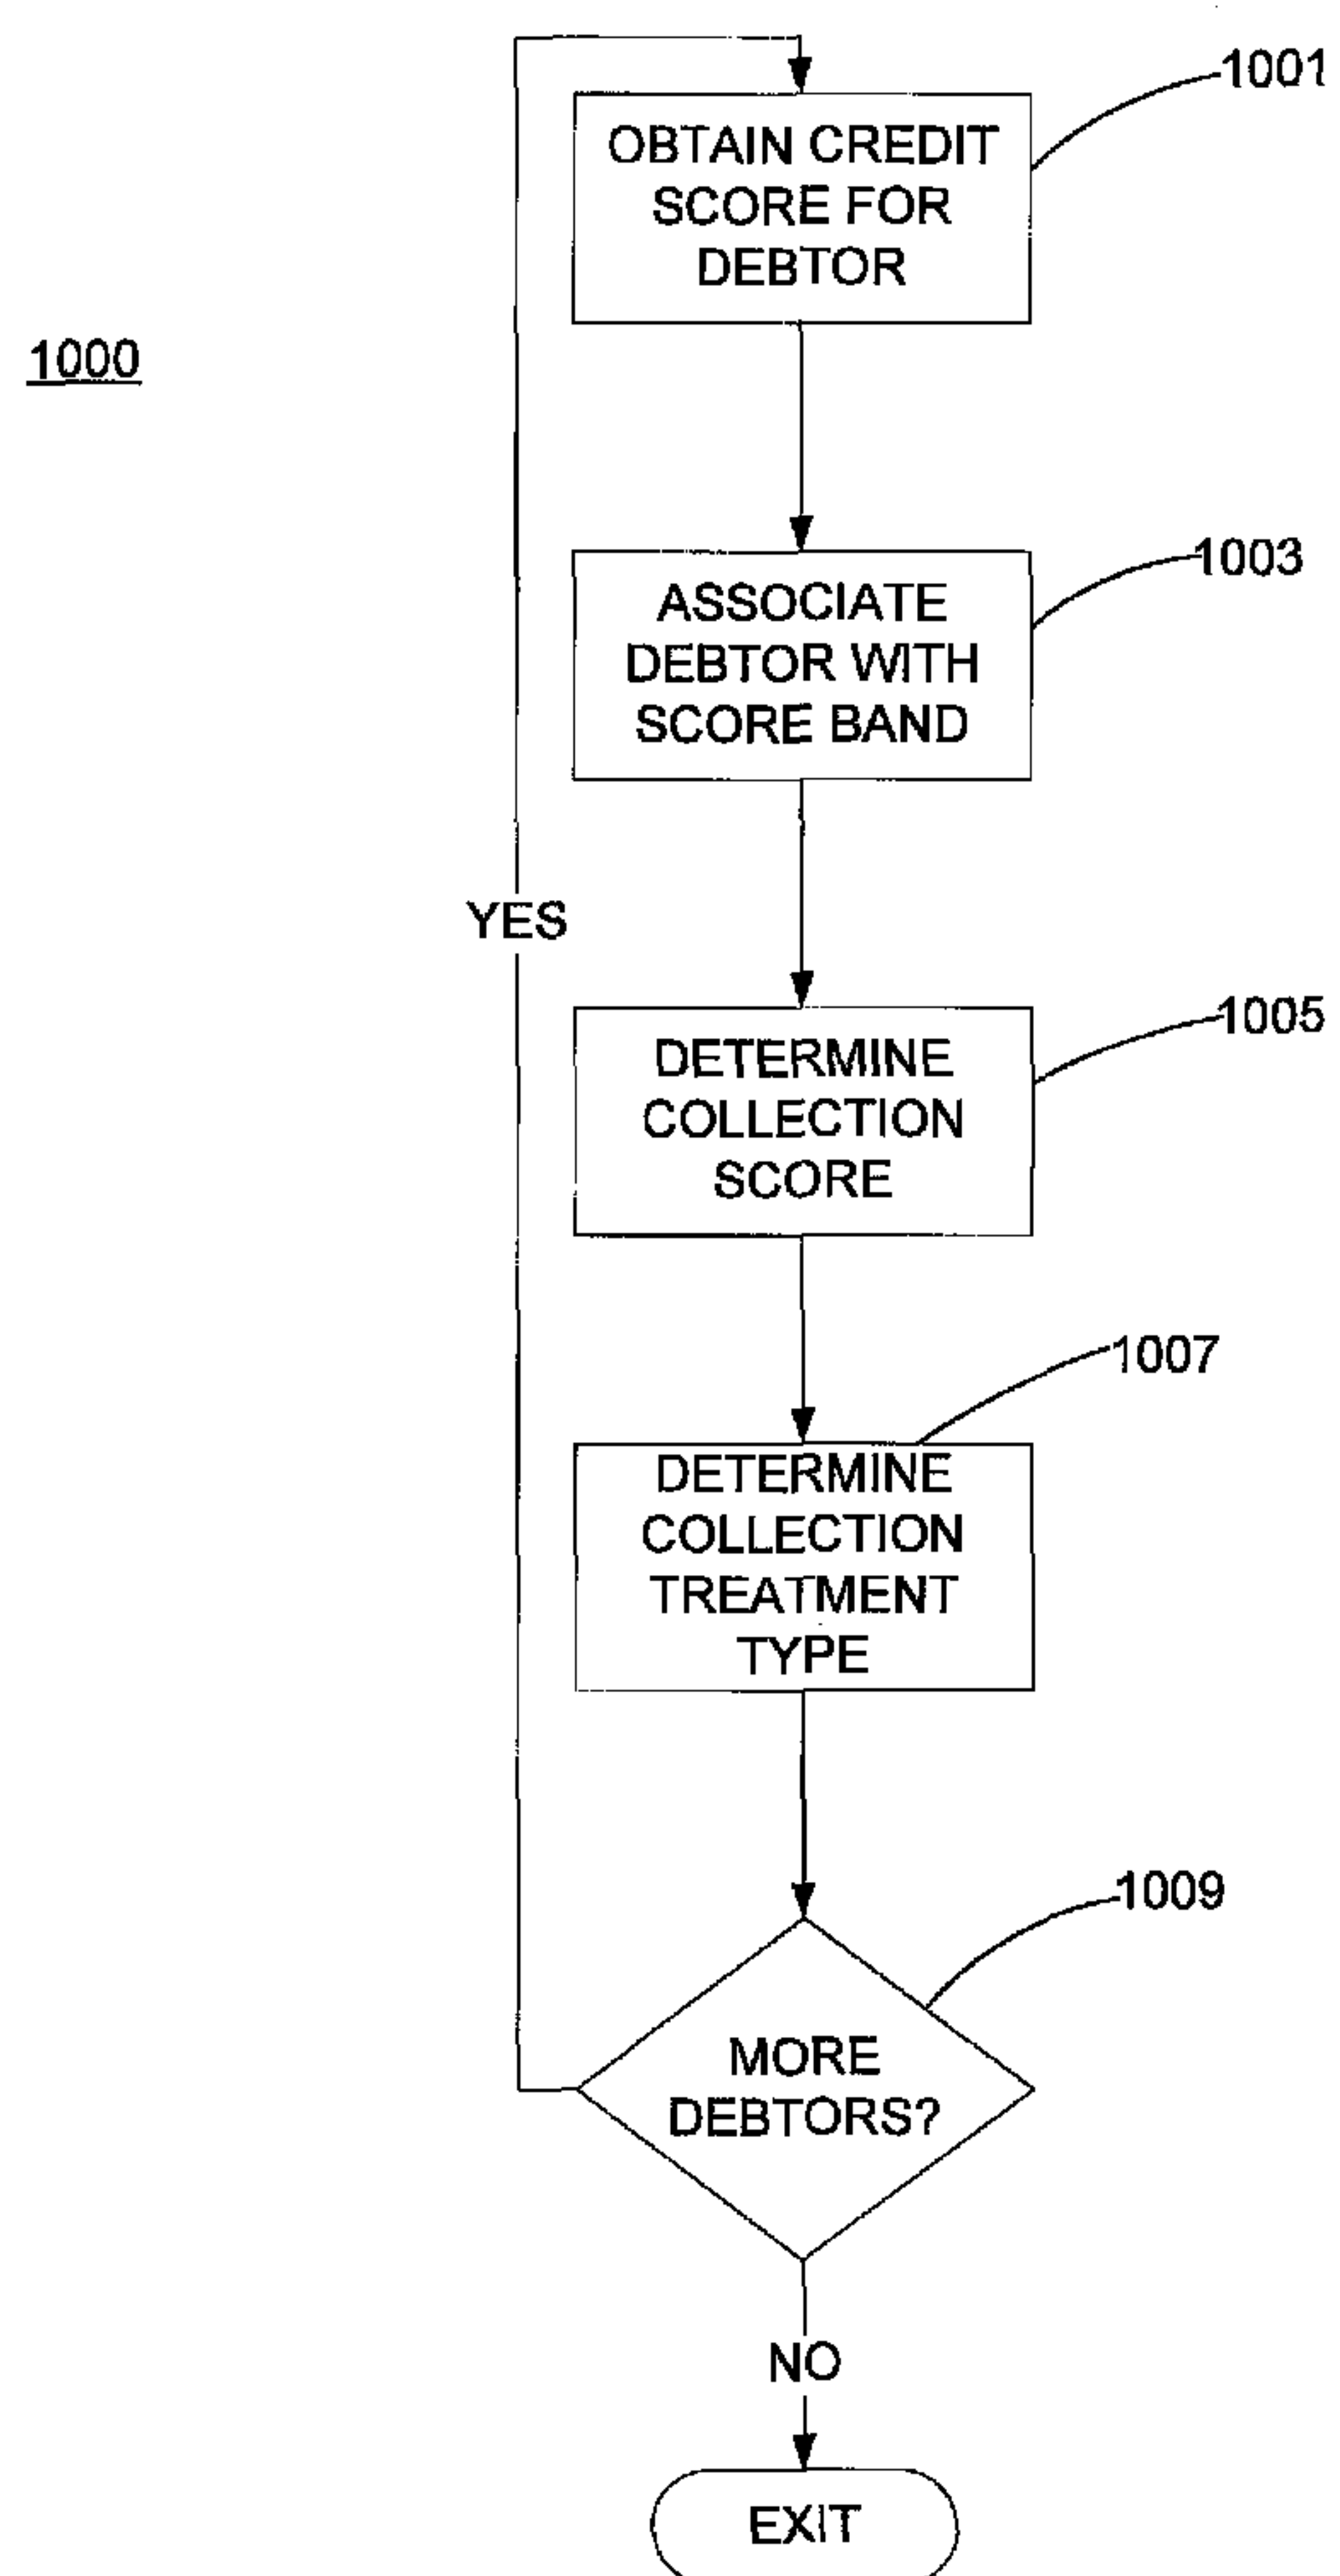 1001
OBTAIN CREDIT
SCORE FOR
DEBTOR
1000
1003
ASSOCIATE
DEBTOR WITH
SCORE BAND
YES
1005
DETERMINE
COLLECTION
SCORE
1007
DETERMINE
COLLECTION
TREATMENT
TYPE
1009
MORE
DEBTORS?
NO
EXIT